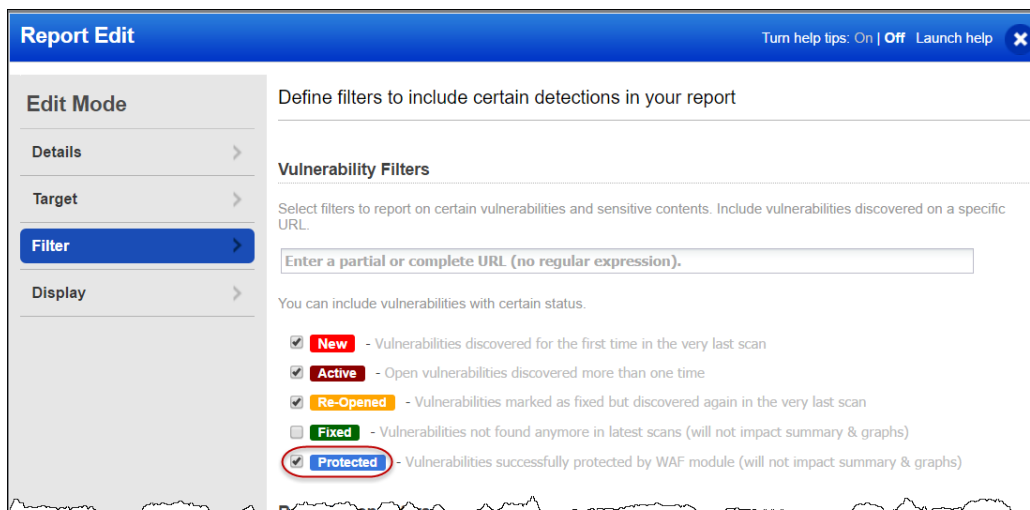 Report Edit
Turn help tips: On | Off Launch help
Edit Mode
Details
Target
Filter
Display
Define filters to include certain detections in your report
Vulnerability Filters
Select filters to report on certain vulnerabilities and sensitive contents. Include vulnerabilities discovered on a specific
URL.
Enter a partial or complete URL (no regular expression).
You can include vulnerabilities with certain status.
New - Vulnerabilities discovered for the first time in the very last scan
Active - Open vulnerabilities discovered more than one time
Re-Opened - Vulnerabilities marked as fixed but discovered again in the very last scan
Fixed - Vulnerabilities not found anymore in latest scans (will not impact summary & graphs)
Protected - Vulnerabilities successfully protected by WAF module (will not impact summary & graphs)